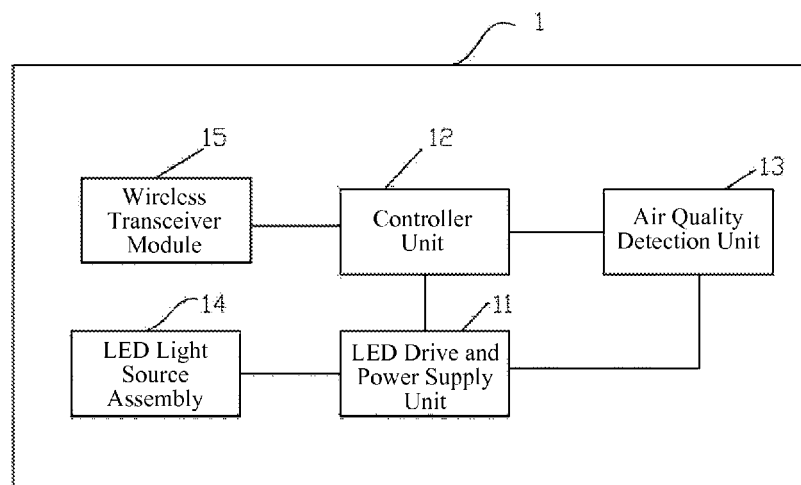 1
15
12
13
Wireless
Transceiver
Module
Controller
Unit
Air Quality
Detection Unit
14
11
LED Light
Source
Assembly
LED Drive and
Power Supply
Unit